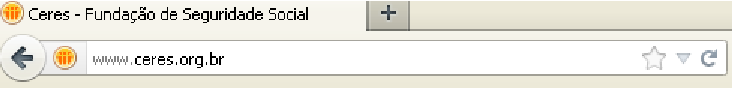 Ceres - Fundação de Seguridade Social
www.ceres.org.br